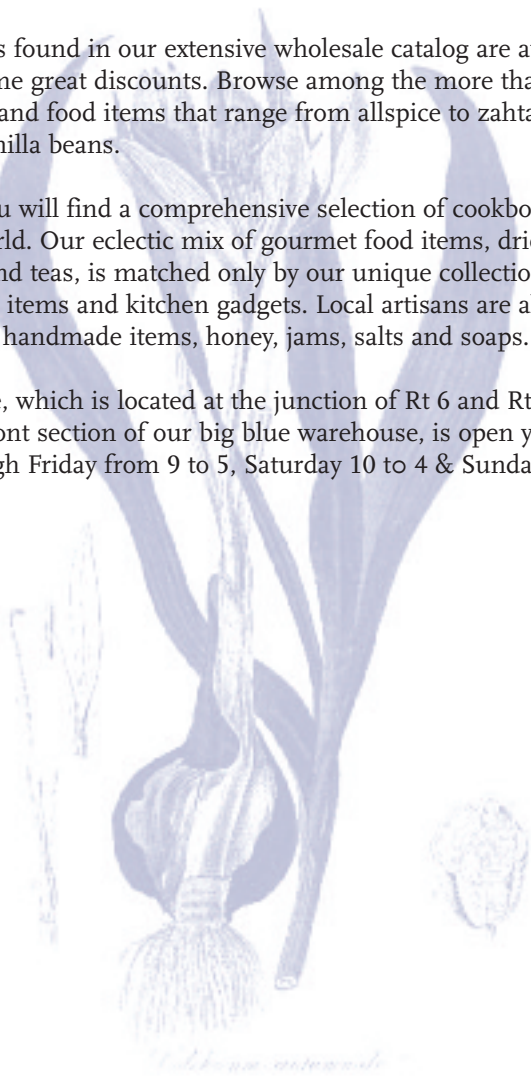 s found in our extensive wholesale catalog are a
me great discounts. Browse among the more tha
and food items that range from allspice to zahta
nilla beans.
u will find a comprehensive selection of cookbo
rld. Our eclectic mix of gourmet food items, drie
nd teas, is matched only by our unique collectio
items and kitchen gadgets. Local artisans are a
handmade items, honey, jams, salts and soaps.
e, which is located at the junction of Rt 6 and Rt
ont section of our big blue warehouse, is open y
gh Friday from 9 to 5, Saturday 10 to 4 & Sunda